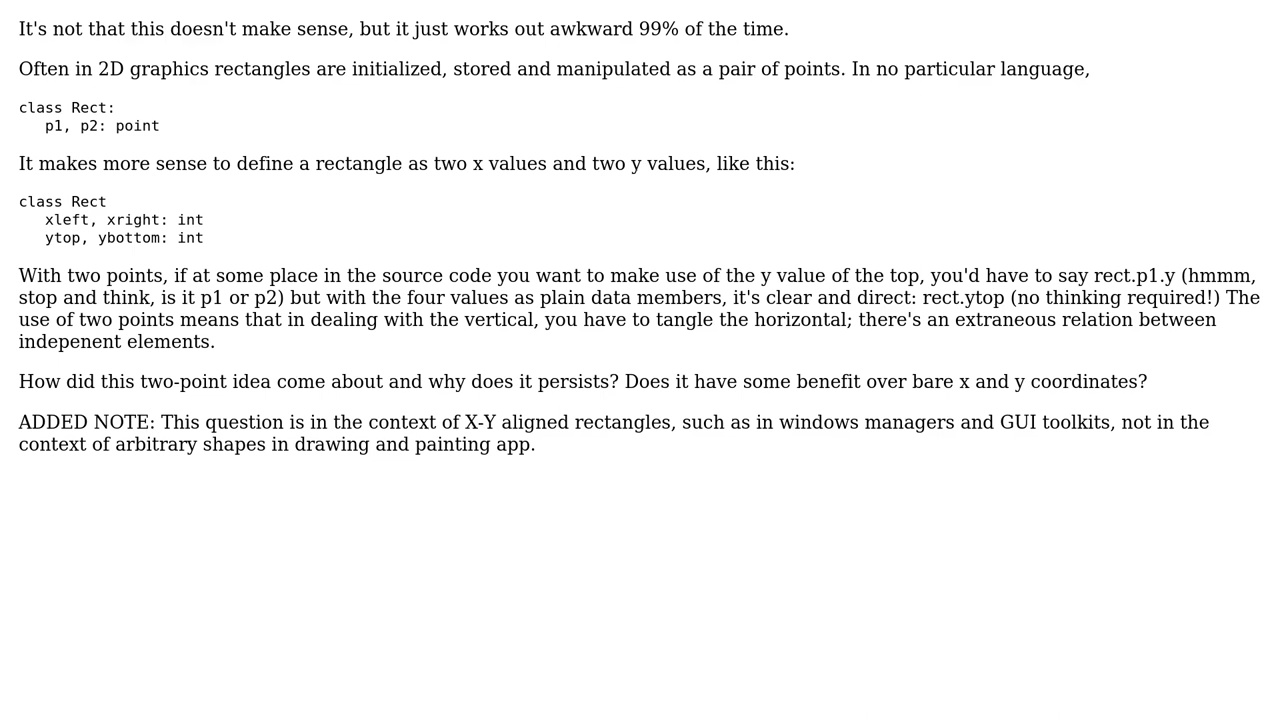 It's not that this doesn't make sense, but it just works out awkward 99% of the time.
Often in 2D graphics rectangles are initialized, stored and manipulated as a pair of points. In no particular language,
class Rect:
   p1, p2: point
It makes more sense to define a rectangle as two x values and two y values, like this:
class Rect
   xleft, xright: int
   ytop, ybottom: int
With two points, if at some place in the source code you want to make use of the y value of the top, you'd have to say rect.p1.y (hmmm,
stop and think, is it p1 or p2) but with the four values as plain data members, it's clear and direct: rect.ytop (no thinking required!) The
use of two points means that in dealing with the vertical, you have to tangle the horizontal; there's an extraneous relation between
indepenent elements.
How did this two-point idea come about and why does it persists? Does it have some benefit over bare x and y coordinates?
ADDED NOTE: This question is in the context of X-Y aligned rectangles, such as in windows managers and GUI toolkits, not in the
context of arbitrary shapes in drawing and painting app.